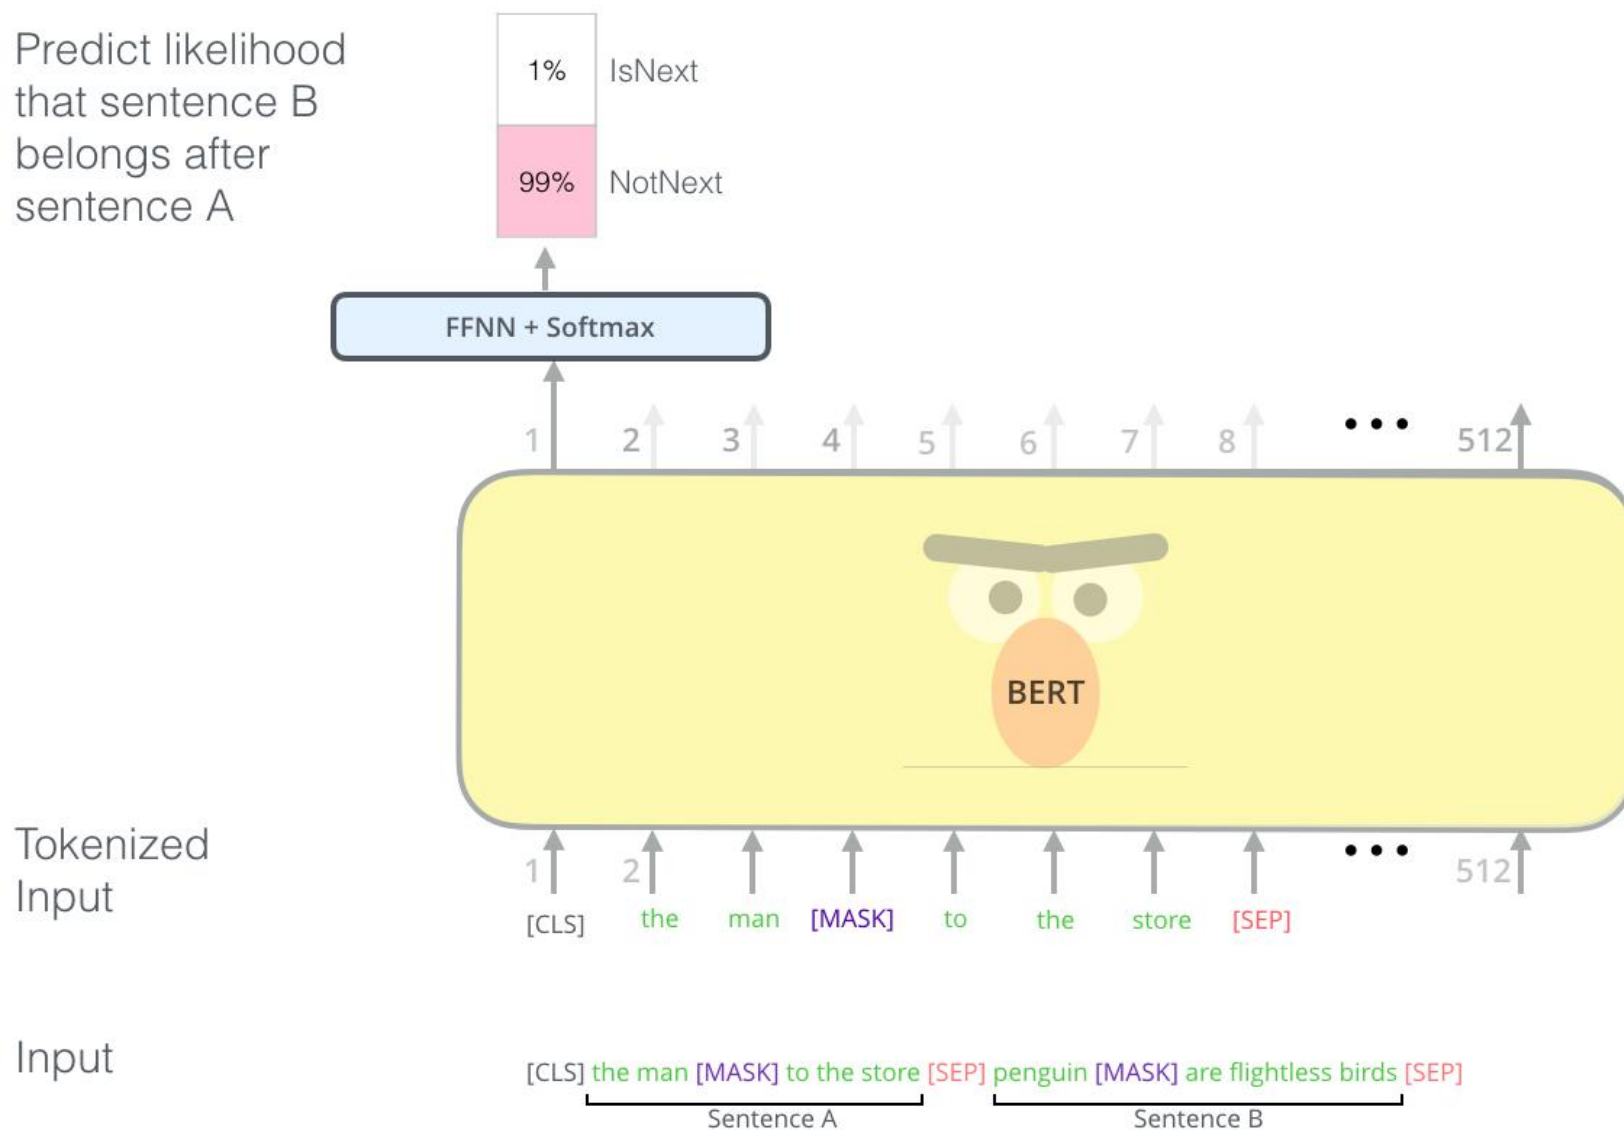 Predict likelihood
that sentence B
belongs after
sentence A
1% IsNext
99% NotNext
FFNN + Softmax
1 2 3 4 5 6 7 8 ••• 512
BERT
Tokenized
Input
1 2 ••• 512
[CLS] the man [MASK] to the store [SEP]
Input
[CLS] the man [MASK] to the store [SEP] penguin [MASK] are flightless birds [SEP]
Sentence A Sentence B